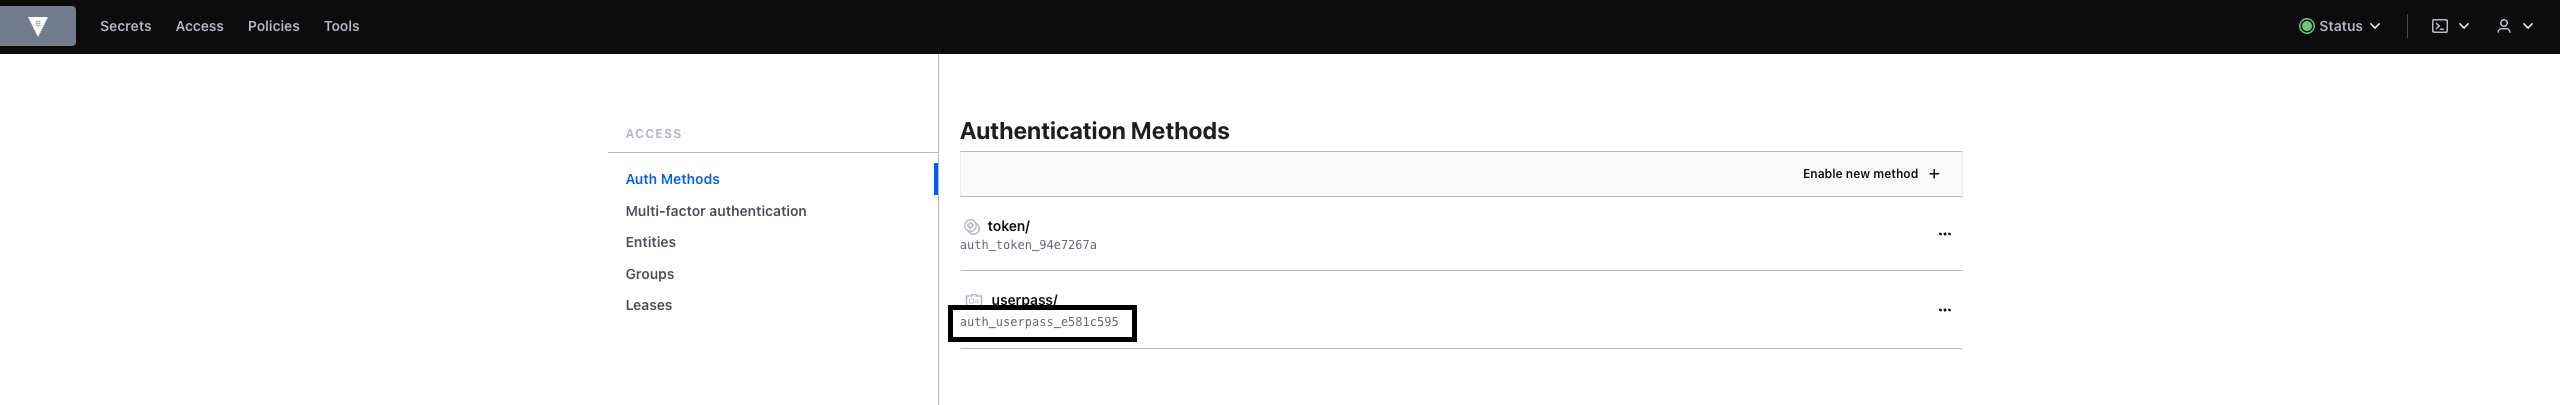 Secrets Access Policies Tools Status
ACCESS
Auth Methods
Multi-factor authentication
Entities
Groups
Leases
Authentication Methods
Enable new method +
token/
auth_token_94e7267a
userpass/
auth_userpass_e581c595